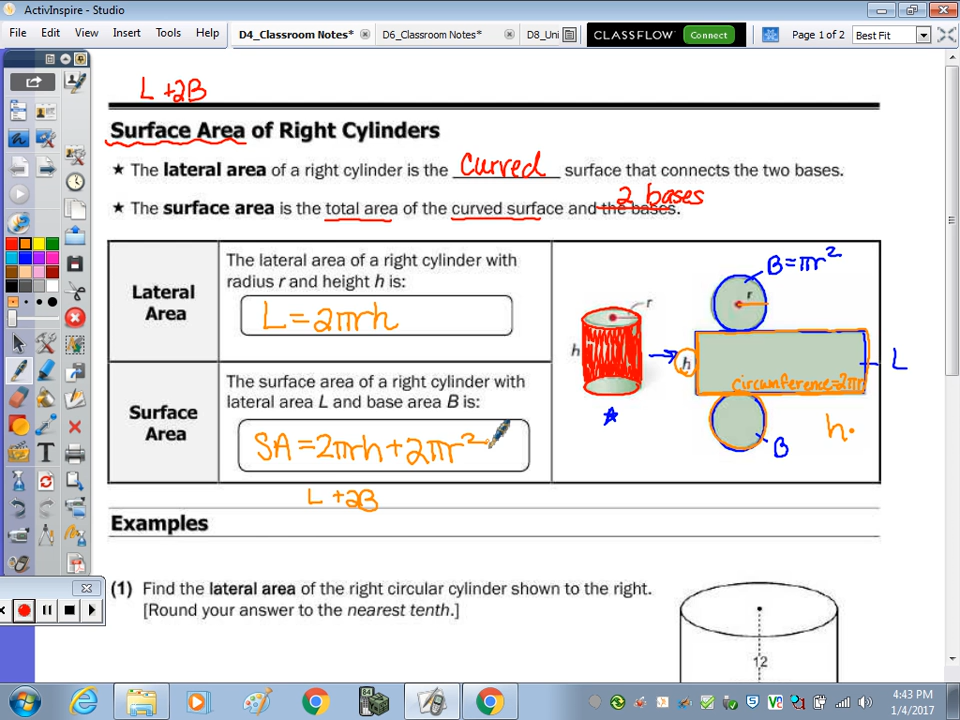 ActivInspire - Studio
File Edit View Insert Tools Help
D4_Classroom Notes* D6_Classroom Notes* D8_Uni
CLASSFLOW Connect
Page 1 of 2 Best Fit
L + 2B
Surface Area of Right Cylinders
★ The lateral area of a right cylinder is the curved surface that connects the two bases.
2 bases
★ The surface area is the total area of the curved surface and the bases.
Lateral Area
The lateral area of a right cylinder with
radius r and height h is:
L = 2πrh
Surface Area
The surface area of a right cylinder with
lateral area L and base area B is:
SA = 2πrh + 2πr²
L + 2B
r
h
B = πr²
r
h
L
circumference = 2πr
B
h·
Examples
(1) Find the lateral area of the right circular cylinder shown to the right.
[Round your answer to the nearest tenth.]
12
4:43 PM
1/4/2017